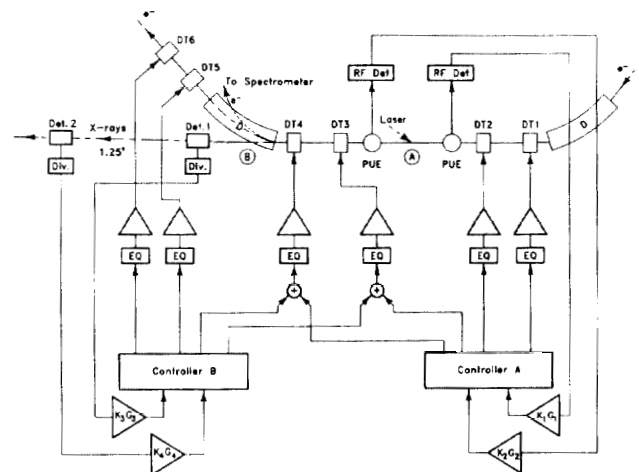 e⁻
DT6
DT5
RF Det
RF Det
e⁻
To Spectrometer
e⁻
Det.2
X-rays
1.25°
Det.1
D
DT4
DT3
Laser
DT2
DT1
D
Div.
Div.
B
PUE
A
PUE
EQ
EQ
EQ
EQ
EQ
EQ
+
+
Controller B
Controller A
K₃G₂
K₁G₁
K₄G₄
K₂G₂